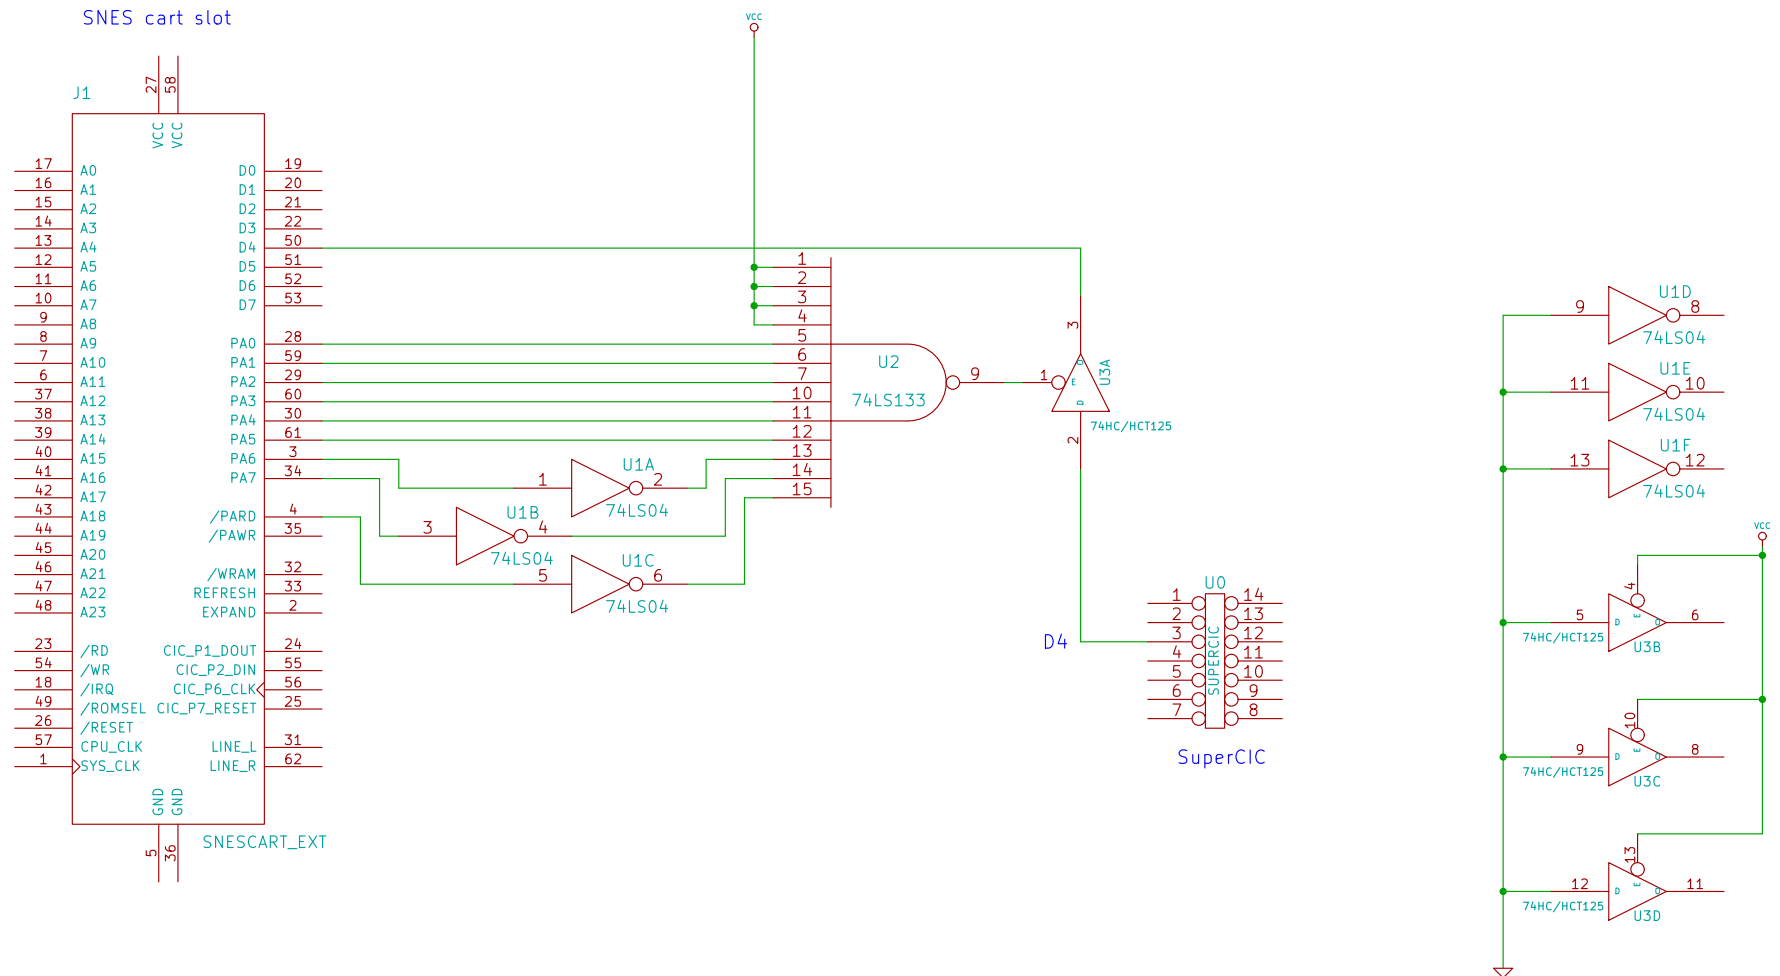 SNES cart slot
VCC
J1
27 58
VCC VCC
17 A0 D0 19
16 A1 D1 20
15 A2 D2 21
14 A3 D3 22
13 A4 D4 50
12 A5 D5 51
11 A6 D6 52
10 A7 D7 53
9 A8
8 A9 PA0 28
7 A10 PA1 59
6 A11 PA2 29
37 A12 PA3 60
38 A13 PA4 30
39 A14 PA5 61
40 A15 PA6 3
41 A16 PA7 34
42 A17
43 A18 /PARD 4
44 A19 /PAWR 35
45 A20
46 A21 /WRAM 32
47 A22 REFRESH 33
48 A23 EXPAND 2
23 /RD CIC_P1_DOUT 24
54 /WR CIC_P2_DIN 55
18 /IRQ CIC_P6_CLK 56
49 /ROMSEL CIC_P7_RESET 25
26 /RESET
57 CPU_CLK LINE_L 31
1 SYS_CLK LINE_R 62
GND GND
5 36
SNESCART_EXT
1
2
3
4
5
6
7
10
11
12
13
14
15
U2
74LS133
9
1 U1A 2
74LS04
3 U1B 4
74LS04
5 U1C 6
74LS04
3
O
1 E U3A
D
74HC/HCT125
2
D4
U0
SUPERCIC
1 14
2 13
3 12
4 11
5 10
6 9
7 8
SuperCIC
U1D
9 8
74LS04
U1E
11 10
74LS04
U1F
13 12
74LS04
VCC
4
E
5 D O 6
74HC/HCT125
U3B
10
E
9 D O 8
74HC/HCT125
U3C
13
E
12 D O 11
74HC/HCT125
U3D